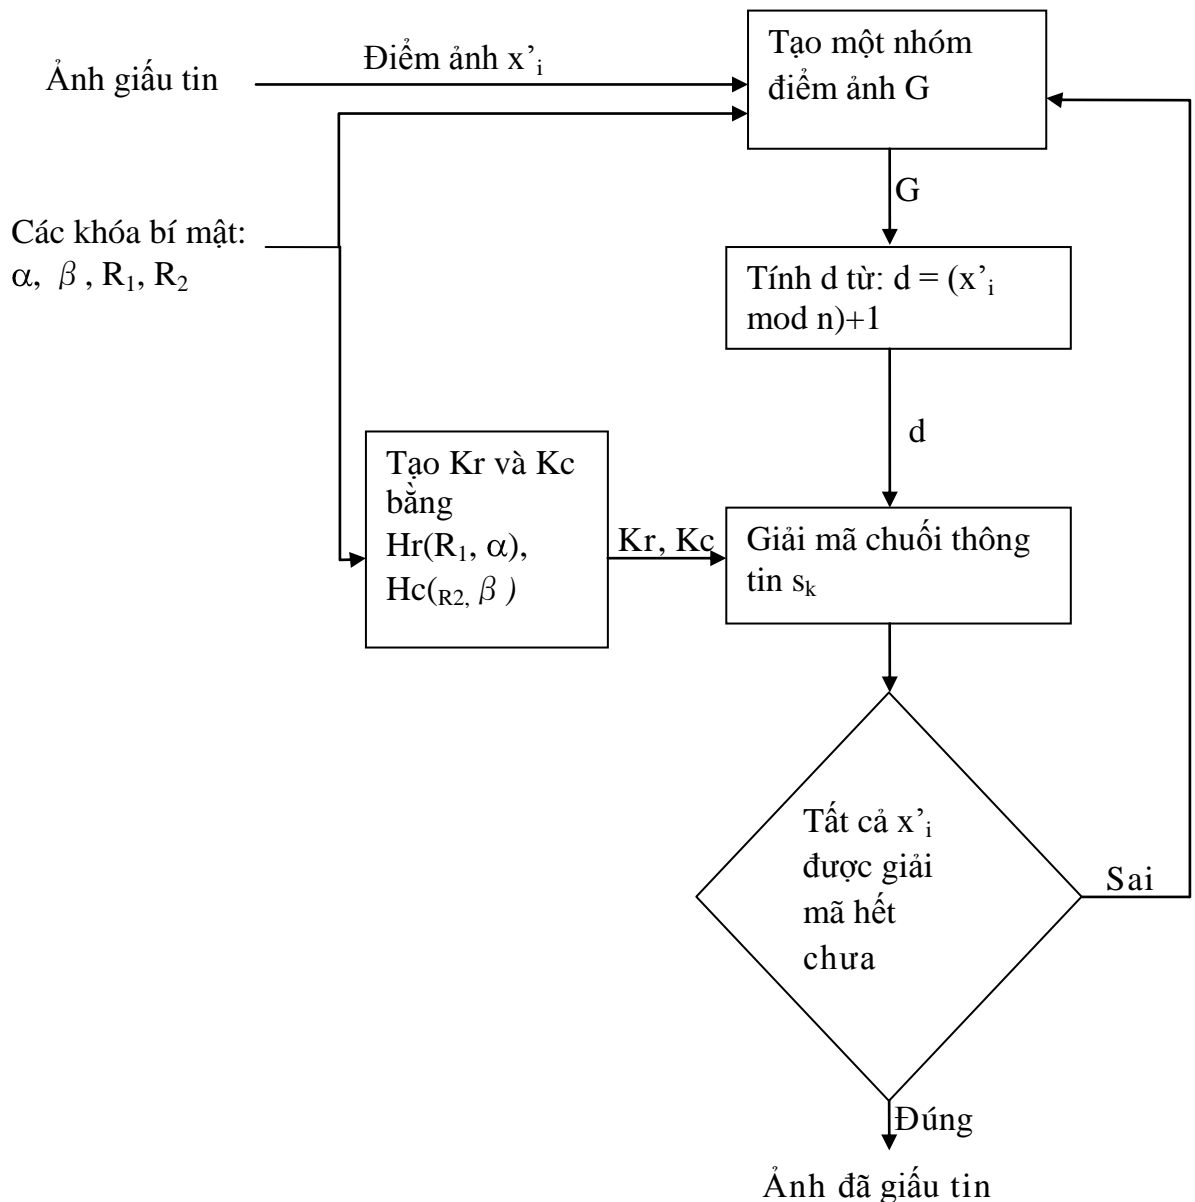 Ảnh giấu tin
Điểm ảnh x’i
Tạo một nhóm
điểm ảnh G
G
Các khóa bí mật:
α, β , R1, R2
Tính d từ: d = (x’i
mod n)+1
d
Tạo Kr và Kc
bằng
Hr(R1, α),
Hc(R2, β )
Kr, Kc
Giải mã chuối thông
tin sk
Tất cả x’i
được giải
mã hết
chưa
Sai
Đúng
Ảnh đã giấu tin